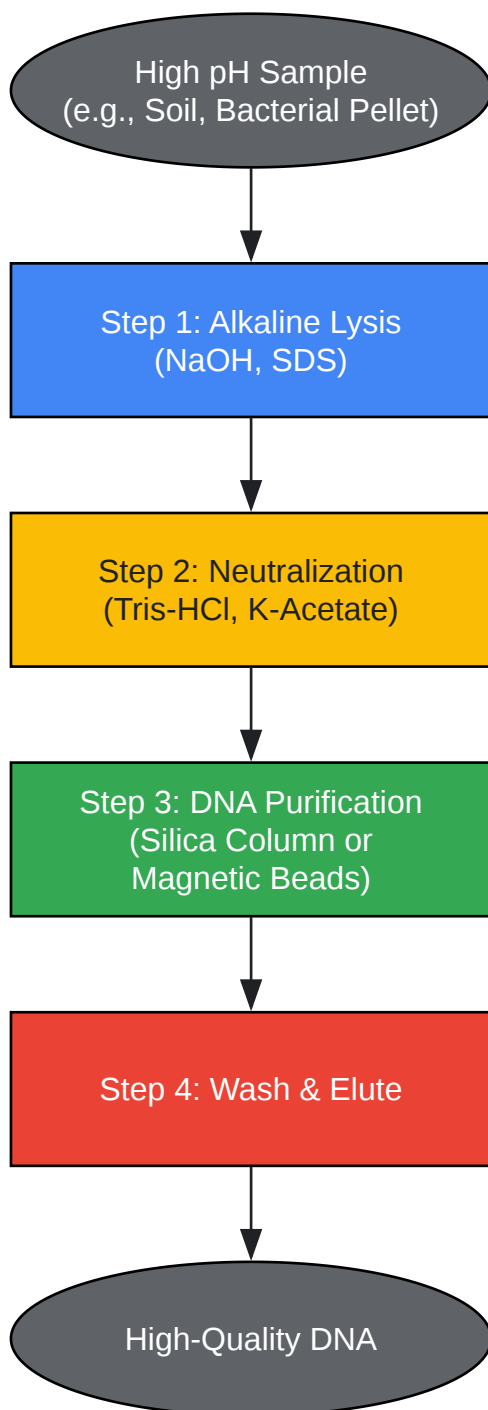 High pH Sample
(e.g., Soil, Bacterial Pellet)
Step 1: Alkaline Lysis
(NaOH, SDS)
Step 2: Neutralization
(Tris-HCl, K-Acetate)
Step 3: DNA Purification
(Silica Column or
Magnetic Beads)
Step 4: Wash & Elute
High-Quality DNA